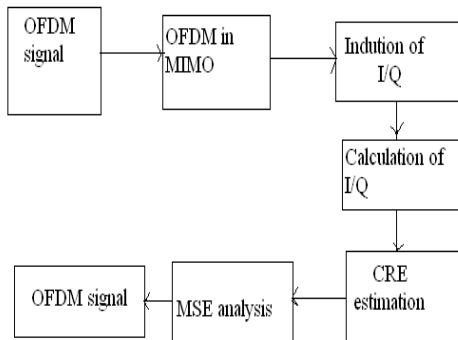 OFDM
signal
OFDM in
MIMO
Indution of
I/Q
Calculation of
I/Q
CRE
estimation
MSE analysis
OFDM signal